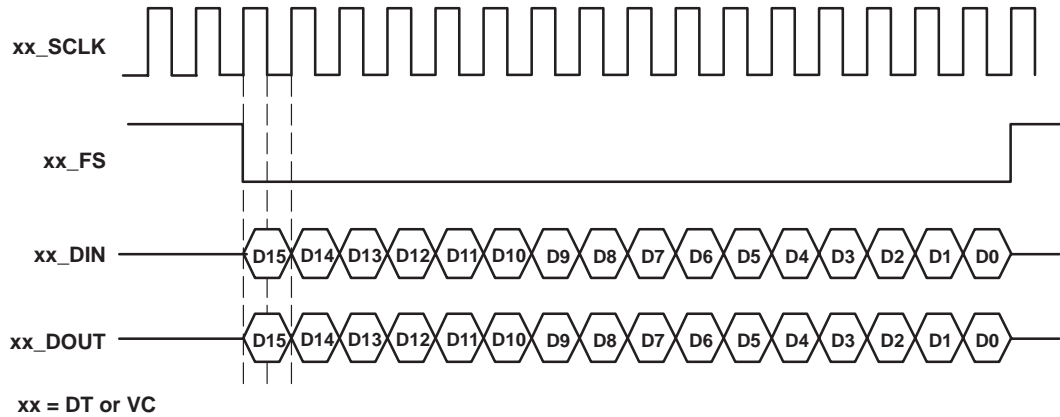 xx_SCLK
xx_FS
xx_DIN
D15 D14 D13 D12 D11 D10 D9 D8 D7 D6 D5 D4 D3 D2 D1 D0
xx_DOUT
D15 D14 D13 D12 D11 D10 D9 D8 D7 D6 D5 D4 D3 D2 D1 D0
xx = DT or VC